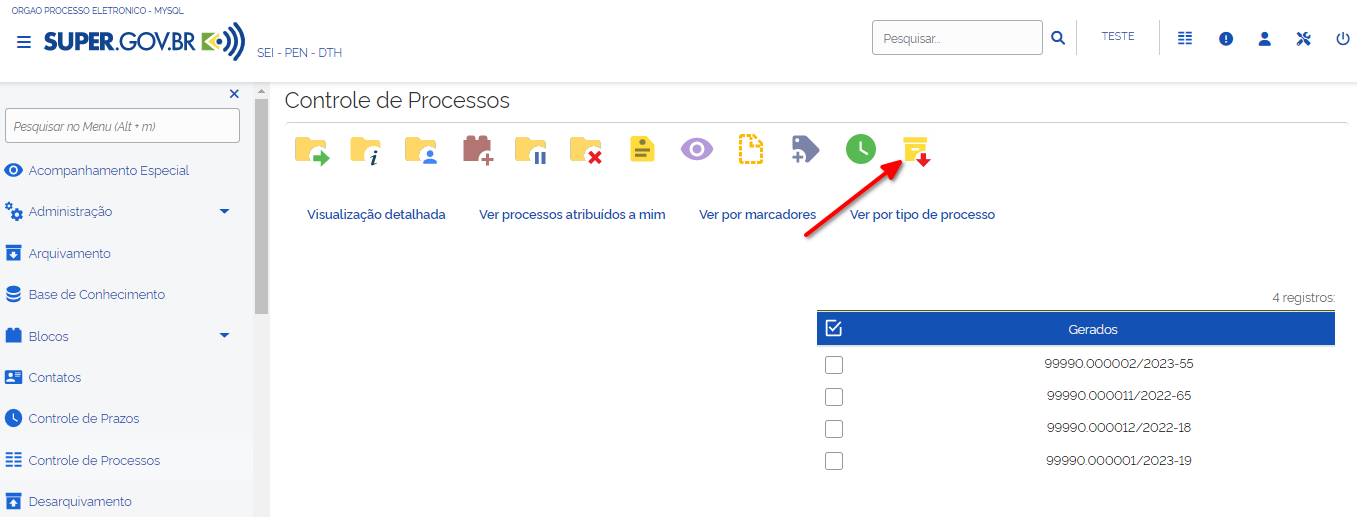 ORGAO PROCESSO ELETRONICO - MYSQL
SUPER.GOV.BR
SEI - PEN - DTH
Pesquisar...
TESTE
Pesquisar no Menu (Alt + m)
Acompanhamento Especial
Administração
Arquivamento
Base de Conhecimento
Blocos
Contatos
Controle de Prazos
Controle de Processos
Desarquivamento
Controle de Processos
Visualização detalhada
Ver processos atribuídos a mim
Ver por marcadores
Ver por tipo de processo
4 registros:
Gerados
99990.000002/2023-55
99990.000011/2022-65
99990.000012/2022-18
99990.000001/2023-19